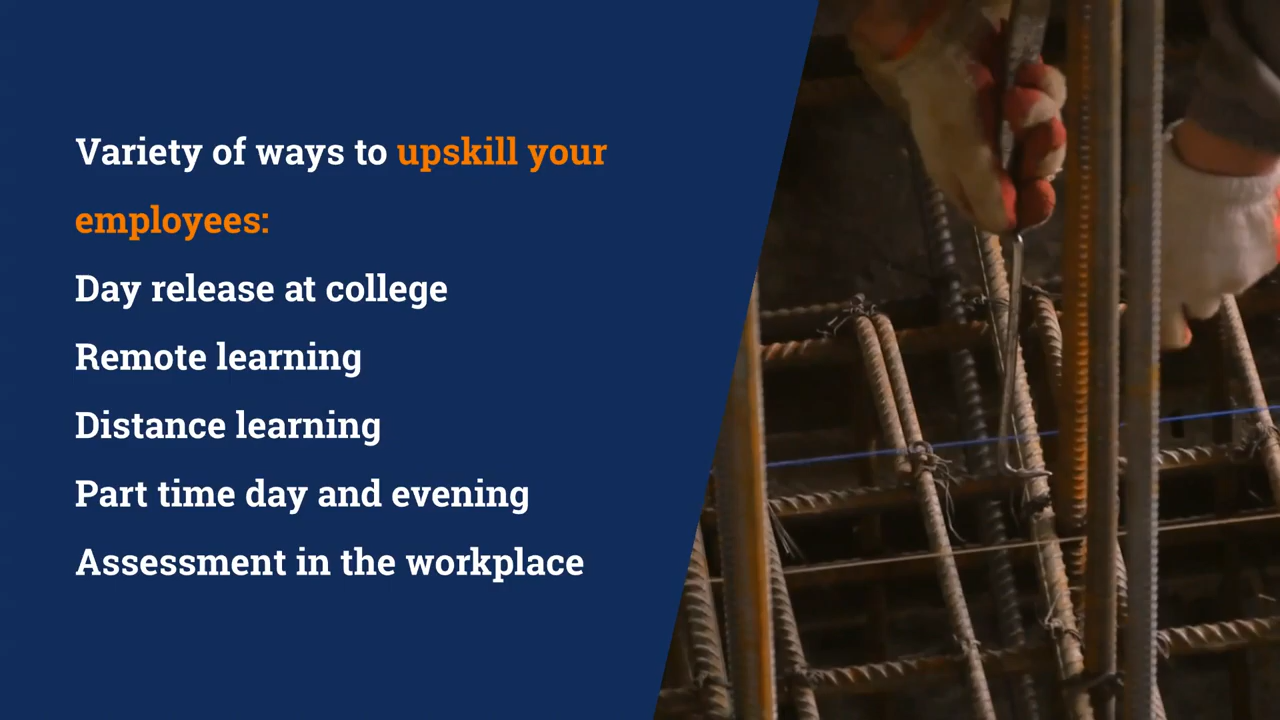 Variety of ways to upskill your
employees:
Day release at college
Remote learning
Distance learning
Part time day and evening
Assessment in the workplace